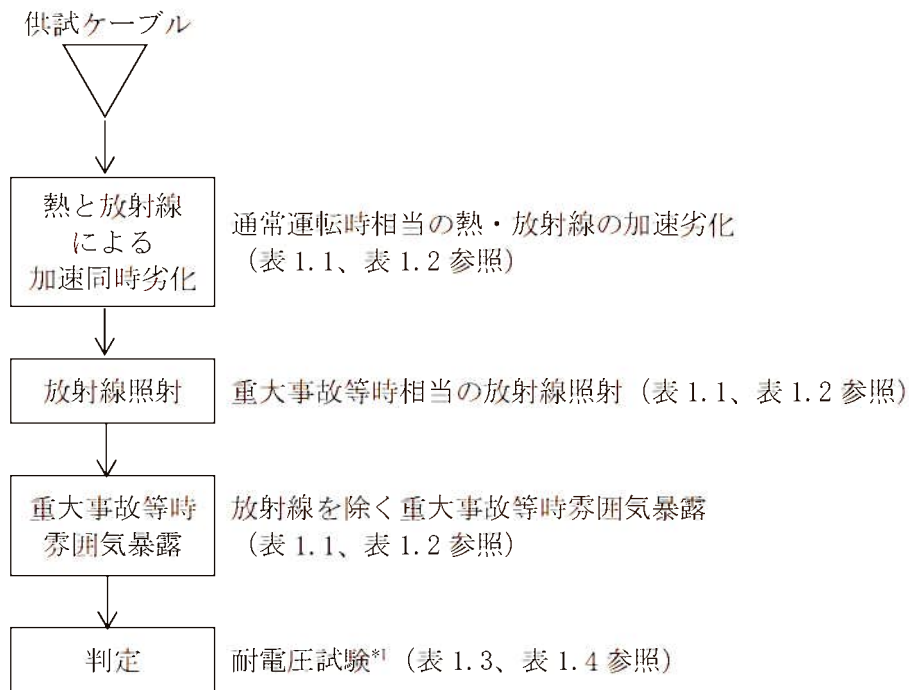 供試ケーブル
熱と放射線
による
加速同時劣化
通常運転時相当の熱・放射線の加速劣化
（表 1.1、表 1.2 参照）
放射線照射
重大事故等時相当の放射線照射（表 1.1、表 1.2 参照）
重大事故等時
雰囲気暴露
放射線を除く重大事故等時雰囲気暴露
（表 1.1、表 1.2 参照）
判定
耐電圧試験*1（表 1.3、表 1.4 参照）